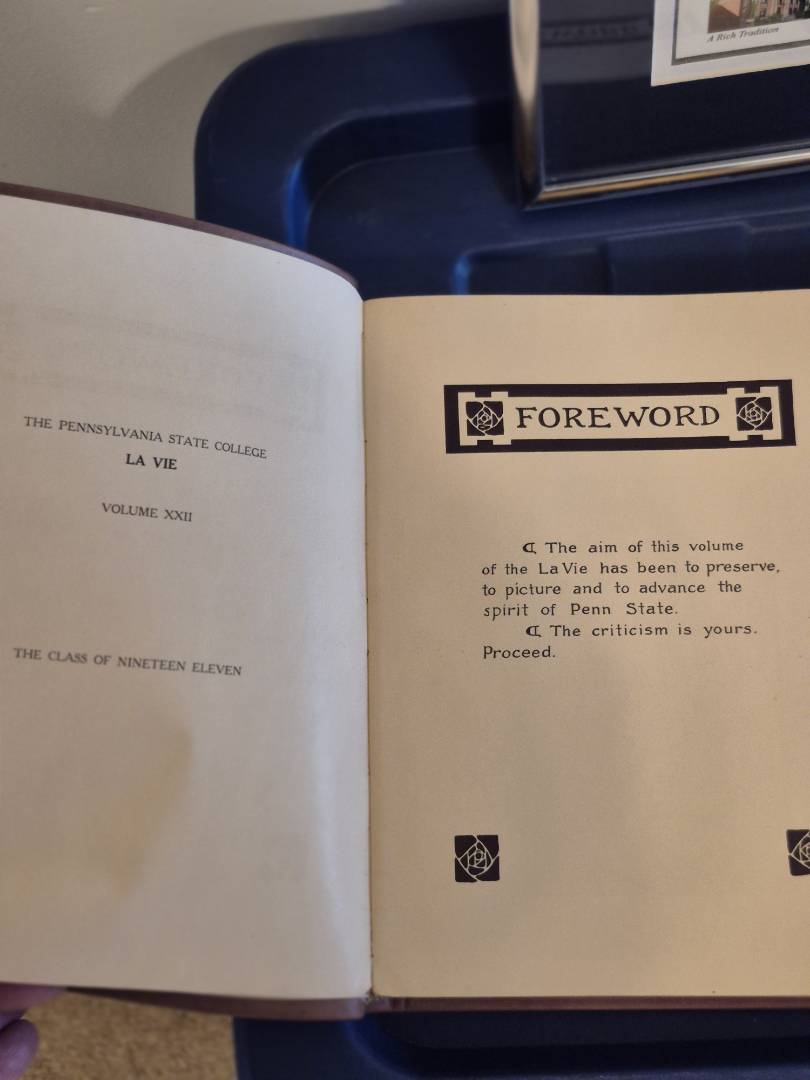 A Rich Tradition
THE PENNSYLVANIA STATE COLLEGE
LA VIE
VOLUME XXII
THE CLASS OF NINETEEN ELEVEN
FOREWORD
¶ The aim of this volume
of the La Vie has been to preserve,
to picture and to advance the
spirit of Penn State.
¶ The criticism is yours.
Proceed.